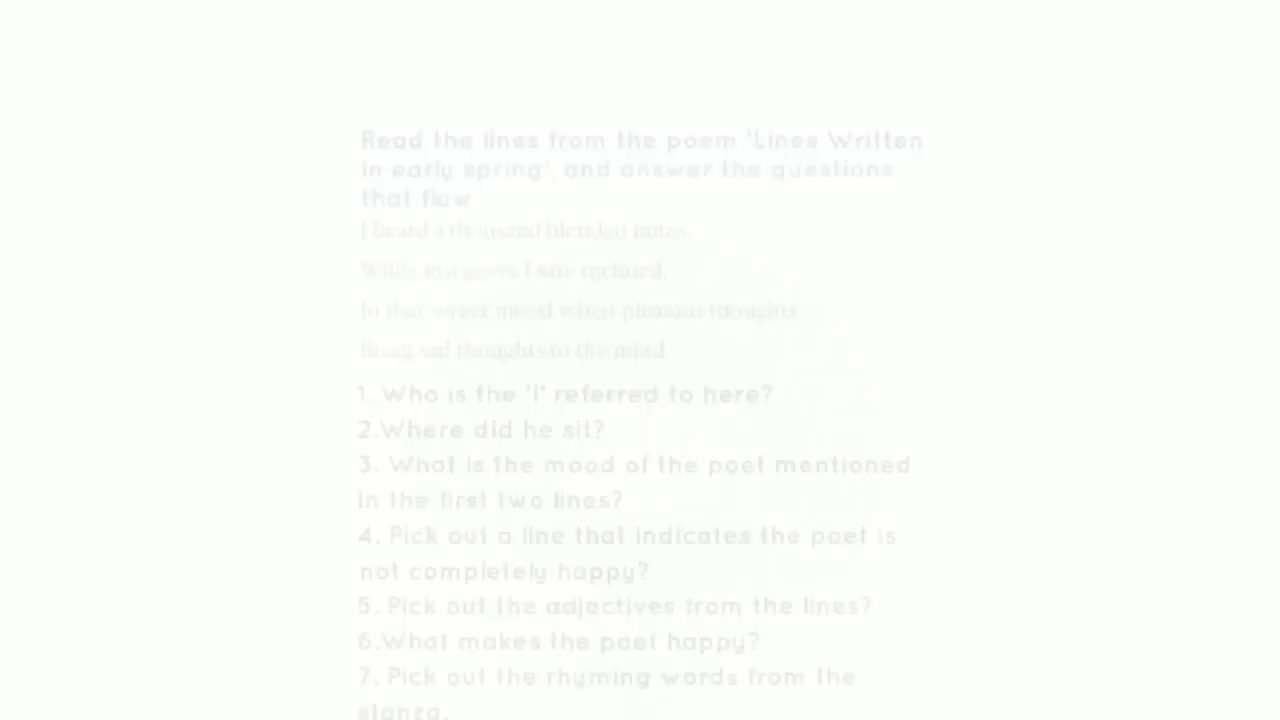 Read the lines from the poem 'Lines Written
in early spring', and answer the questions
that flow
I heard a thousand blended notes
While in a grove I sate reclined,
In that sweet mood when pleasant thoughts
Bring sad thoughts to the mind
1. Who is the 'I' referred to here?
2.Where did he sit?
3. What is the mood of the poet mentioned
in the first two lines?
4. Pick out a line that indicates the poet is
not completely happy?
5. Pick out the adjectives from the lines?
6.What makes the poet happy?
7. Pick out the rhyming words from the
stanza.